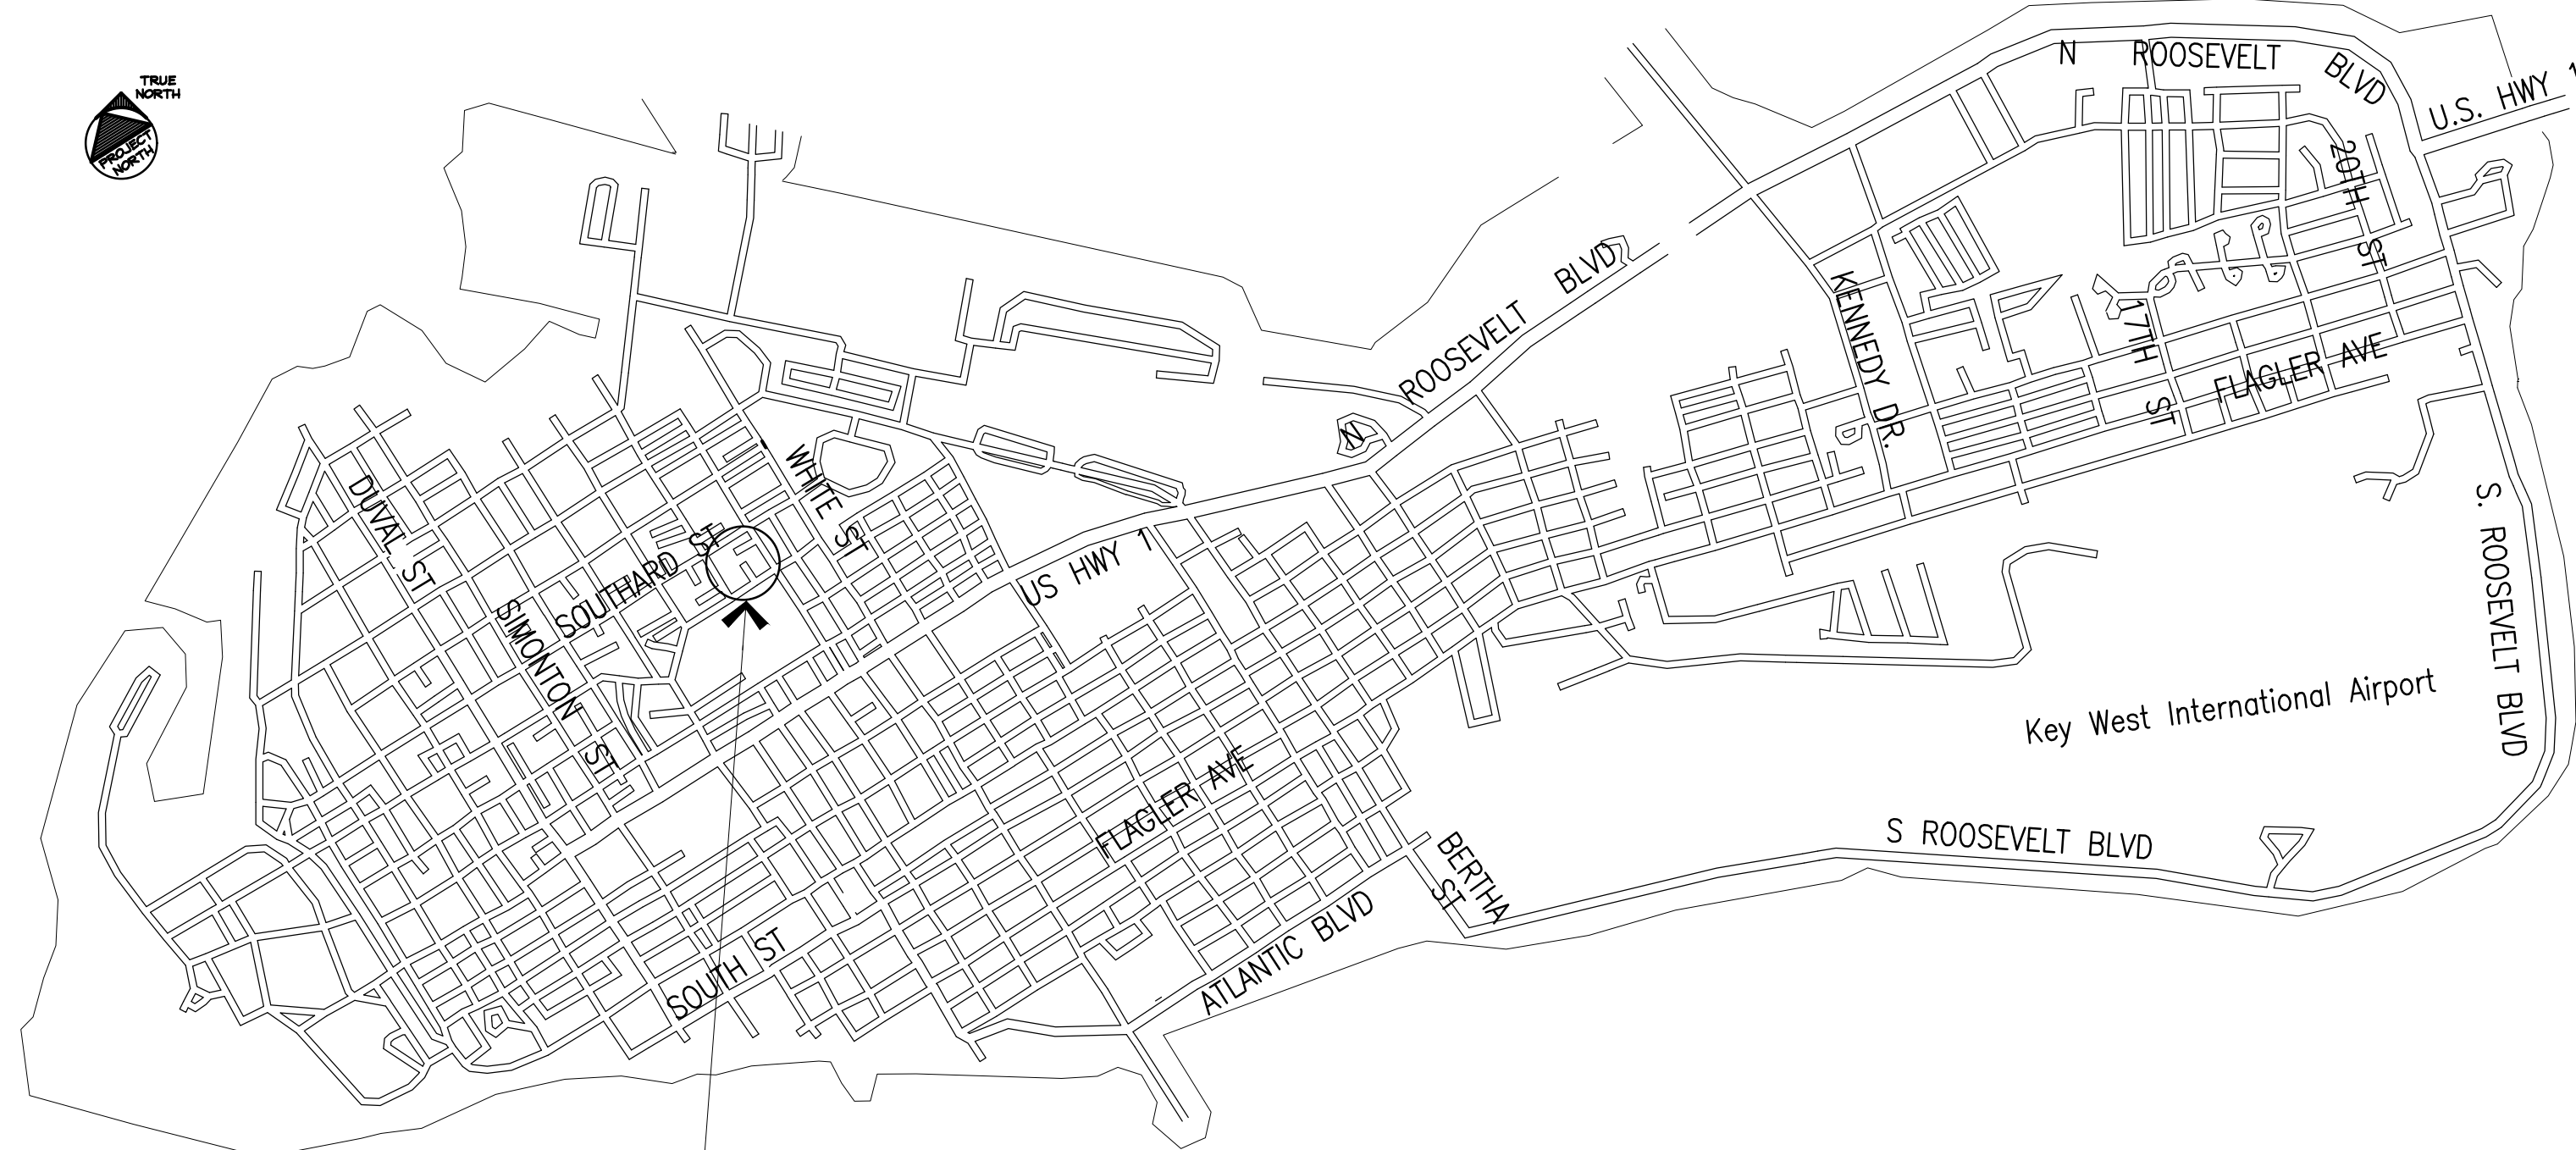 TRUE
NORTH
PROJECT
NORTH
N ROOSEVELT BLVD
U.S. HWY 1
20TH ST
KENNEDY DR.
17TH ST
FLAGLER AVE
N ROOSEVELT BLVD
WHITE ST
DUVAL ST
SOUTHARD ST
SIMONTON ST
US HWY 1
S. ROOSEVELT BLVD
Key West International Airport
FLAGLER AVE
S ROOSEVELT BLVD
BERTHA ST
ATLANTIC BLVD
SOUTH ST